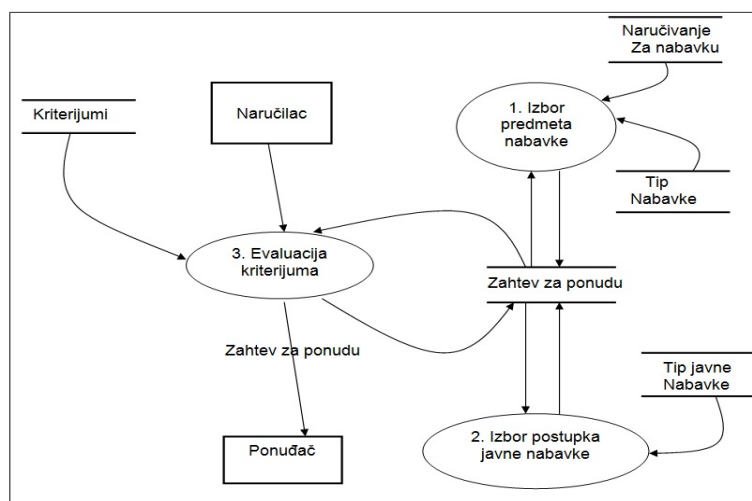 Naručivanje
Za nabavku
Kriterijumi
Naručilac
1. Izbor
predmeta
nabavke
Tip
Nabavke
3. Evaluacija
kriterijuma
Zahtev za ponudu
Zahtev za ponudu
Tip javne
Nabavke
2. Izbor postupka
javne nabavke
Ponuđač